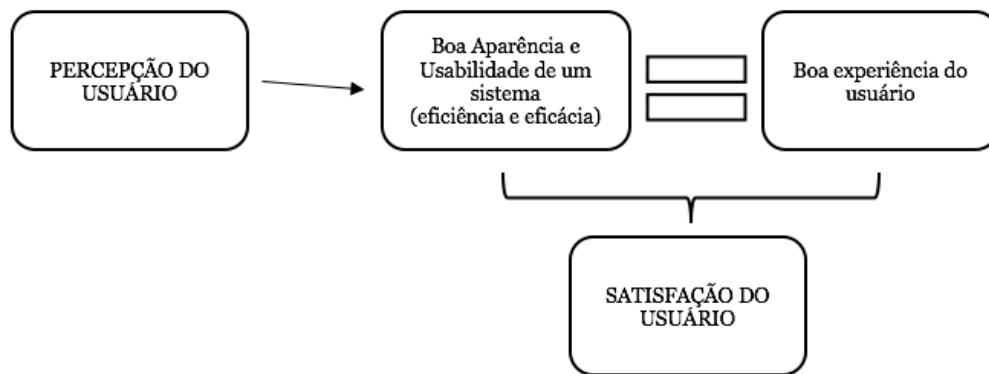 PERCEPÇÃO DO
USUÁRIO
Boa Aparência e
Usabilidade de um
sistema
(eficiência e eficácia)
Boa experiência do
usuário
SATISFAÇÃO DO
USUÁRIO